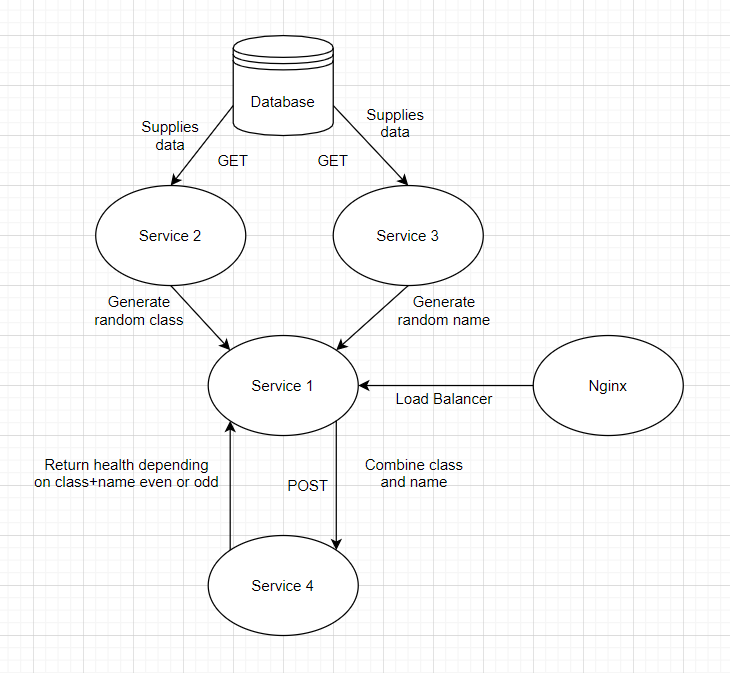 Database
Supplies
data
Supplies
data
GET
GET
Service 2
Service 3
Generate
random class
Generate
random name
Service 1
Nginx
Load Balancer
Return health depending
on class+name even or odd
POST
Combine class
and name
Service 4